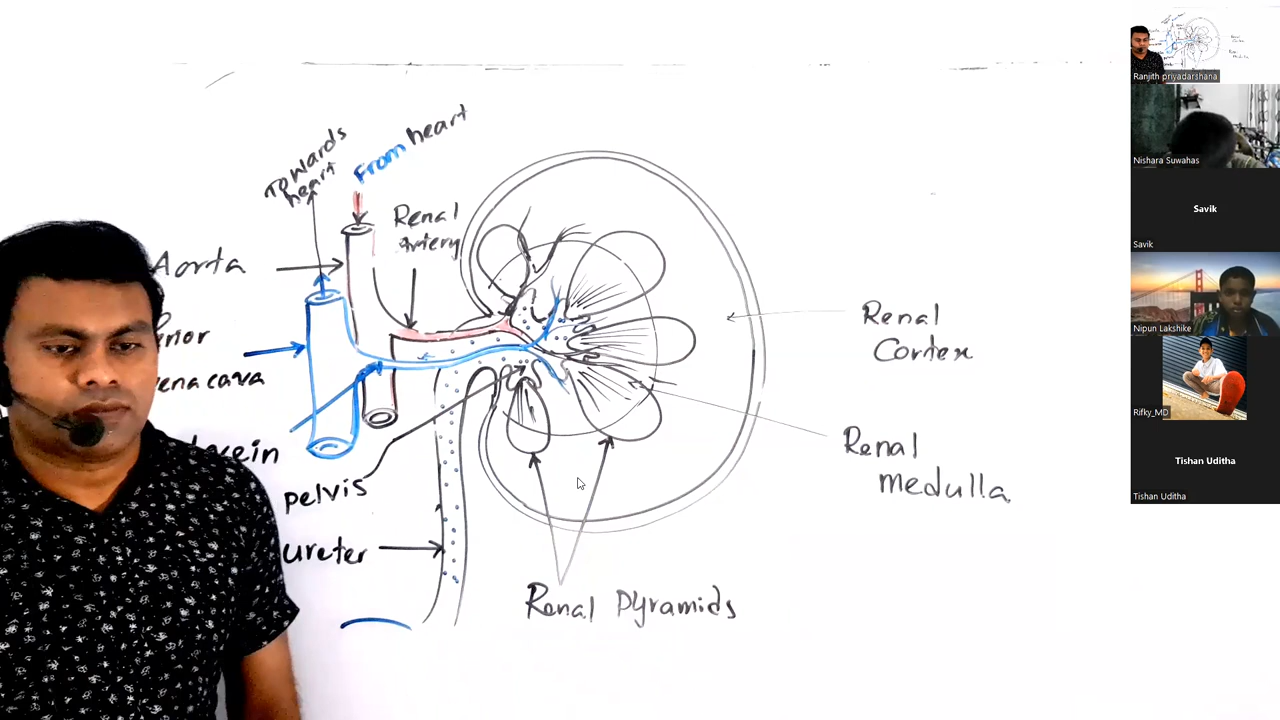 Towards
heart
From heart
Renal
artery
Aorta
rior
ena cava
vein
pelvis
ureter
Renal
Cortex
Renal
medulla
Renal Pyramids
Ranjith priyadarshana
Nishara Suwahas
Savik
Savik
Nipun Lakshike
Rifky_MD
Tishan Uditha
Tishan Uditha